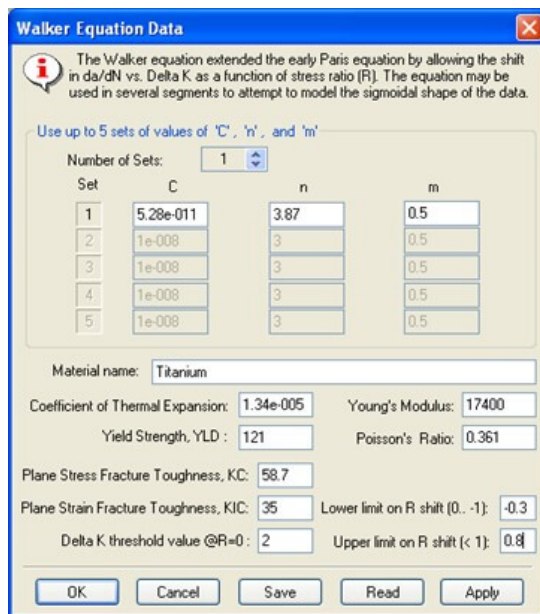 Walker Equation Data
The Walker equation extended the early Paris equation by allowing the shift
in da/dN vs. Delta K as a function of stress ratio (R). The equation may be
used in several segments to attempt to model the sigmoidal shape of the data.
Use up to 5 sets of values of 'C', 'n', and 'm'
Number of Sets: 1
Set C n m
1 5.28e-011 3.87 0.5
2 1e-008 3 0.5
3 1e-008 3 0.5
4 1e-008 3 0.5
5 1e-008 3 0.5
Material name: Titanium
Coefficient of Thermal Expansion: 1.34e-005 Young's Modulus: 17400
Yield Strength, YLD : 121 Poisson's Ratio: 0.361
Plane Stress Fracture Toughness, KC: 58.7
Plane Strain Fracture Toughness, KIC: 35 Lower limit on R shift (0.. -1): -0.3
Delta K threshold value @R=0 : 2 Upper limit on R shift (< 1): 0.8
OK Cancel Save Read Apply